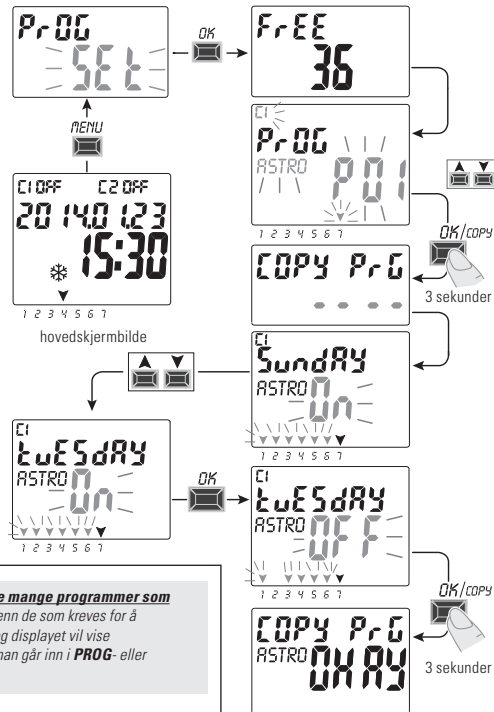 PrOG
SEt
OK
FrEE
36
MENU
C1
PrOG
ASTRO
P01
1 2 3 4 5 6 7
C1 OFF C2 OFF
2014.01.23
15:30
1 2 3 4 5 6 7
hovedskjermbilde
OK/COPY
3 sekunder
COPY PrG
- - - -
C1
SundAY
ASTRO On
1 2 3 4 5 6 7
C1
tuESdAY
ASTRO On
1 2 3 4 5 6 7
OK
C1
tuESdAY
ASTRO OFF
1 2 3 4 5 6 7
OK/COPY
3 sekunder
COPY PrG
ASTRO OKAY
e mange programmer som
enn de som kreves for å
og displayet vil vise
man går inn i PROG- eller